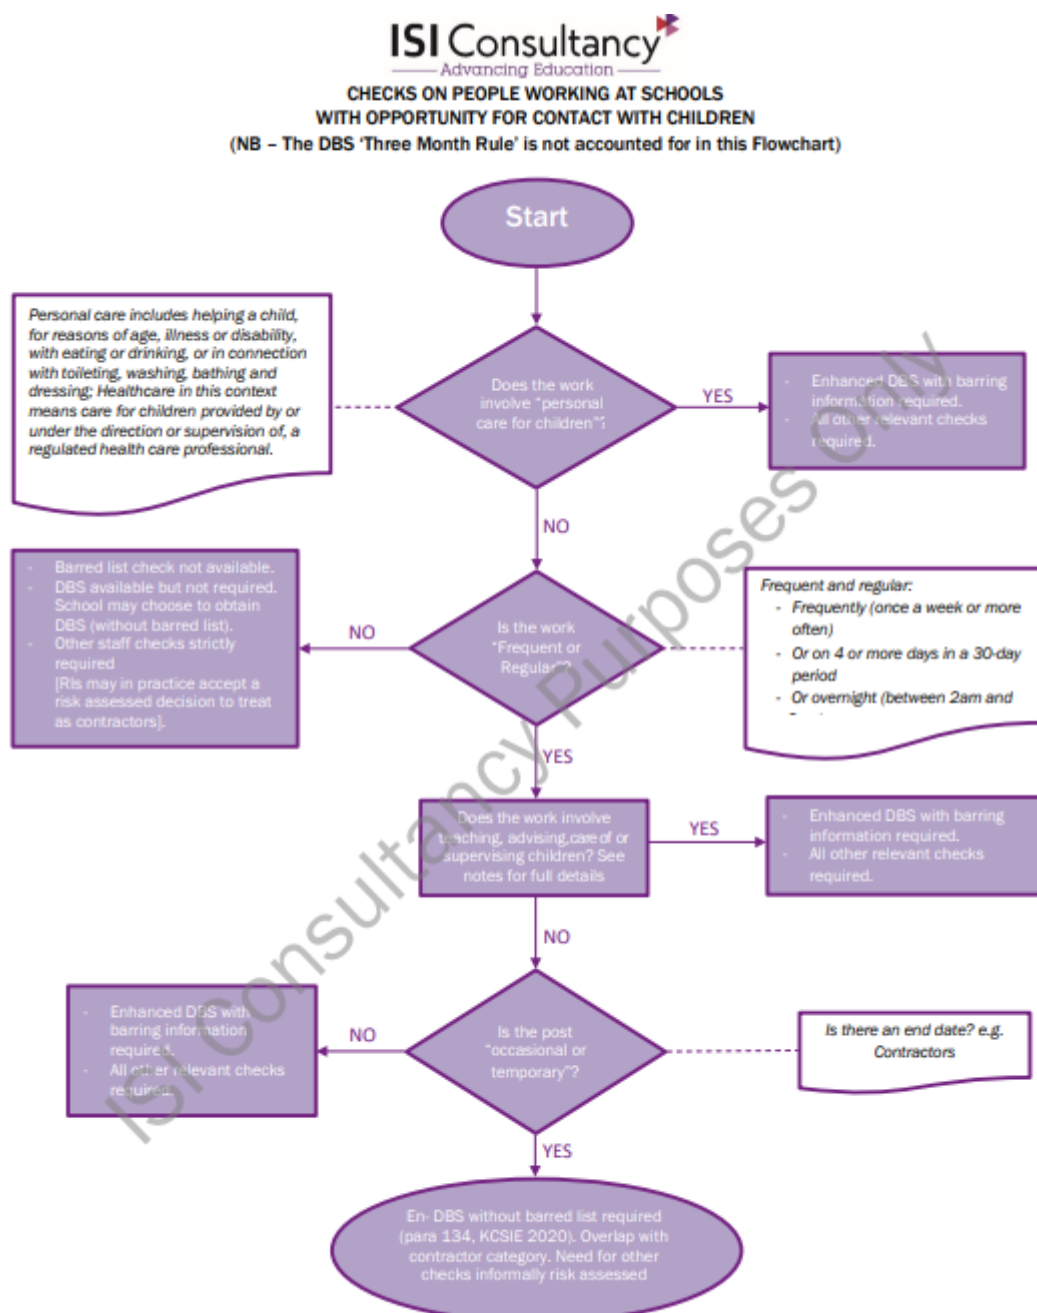 ISI Consultancy
Advancing Education
CHECKS ON PEOPLE WORKING AT SCHOOLS
WITH OPPORTUNITY FOR CONTACT WITH CHILDREN
(NB – The DBS ‘Three Month Rule’ is not accounted for in this Flowchart)
Start
Personal care includes helping a child,
for reasons of age, illness or disability,
with eating or drinking, or in connection
with toileting, washing, bathing and
dressing; Healthcare in this context
means care for children provided by or
under the direction or supervision of, a
regulated health care professional.
Does the work
involve “personal
care for children”?
YES
- Enhanced DBS with barring
information required.
- All other relevant checks
required.
NO
- Barred list check not available.
- DBS available but not required.
School may choose to obtain
DBS (without barred list).
- Other staff checks strictly
required
[RIs may in practice accept a
risk assessed decision to treat
as contractors].
NO
Is the work
“Frequent or
Regular”?
Frequent and regular:
- Frequently (once a week or more
often)
- Or on 4 or more days in a 30-day
period
- Or overnight (between 2am and
YES
Does the work involve
teaching, advising,care of or
supervising children? See
notes for full details
YES
- Enhanced DBS with barring
information required.
- All other relevant checks
required.
NO
- Enhanced DBS with
barring information
required.
- All other relevant checks
required.
NO
Is the post
“occasional or
temporary”?
Is there an end date? e.g.
Contractors
YES
En- DBS without barred list required
(para 134, KCSIE 2020). Overlap with
contractor category. Need for other
checks informally risk assessed
ISI Consultancy Purposes Only